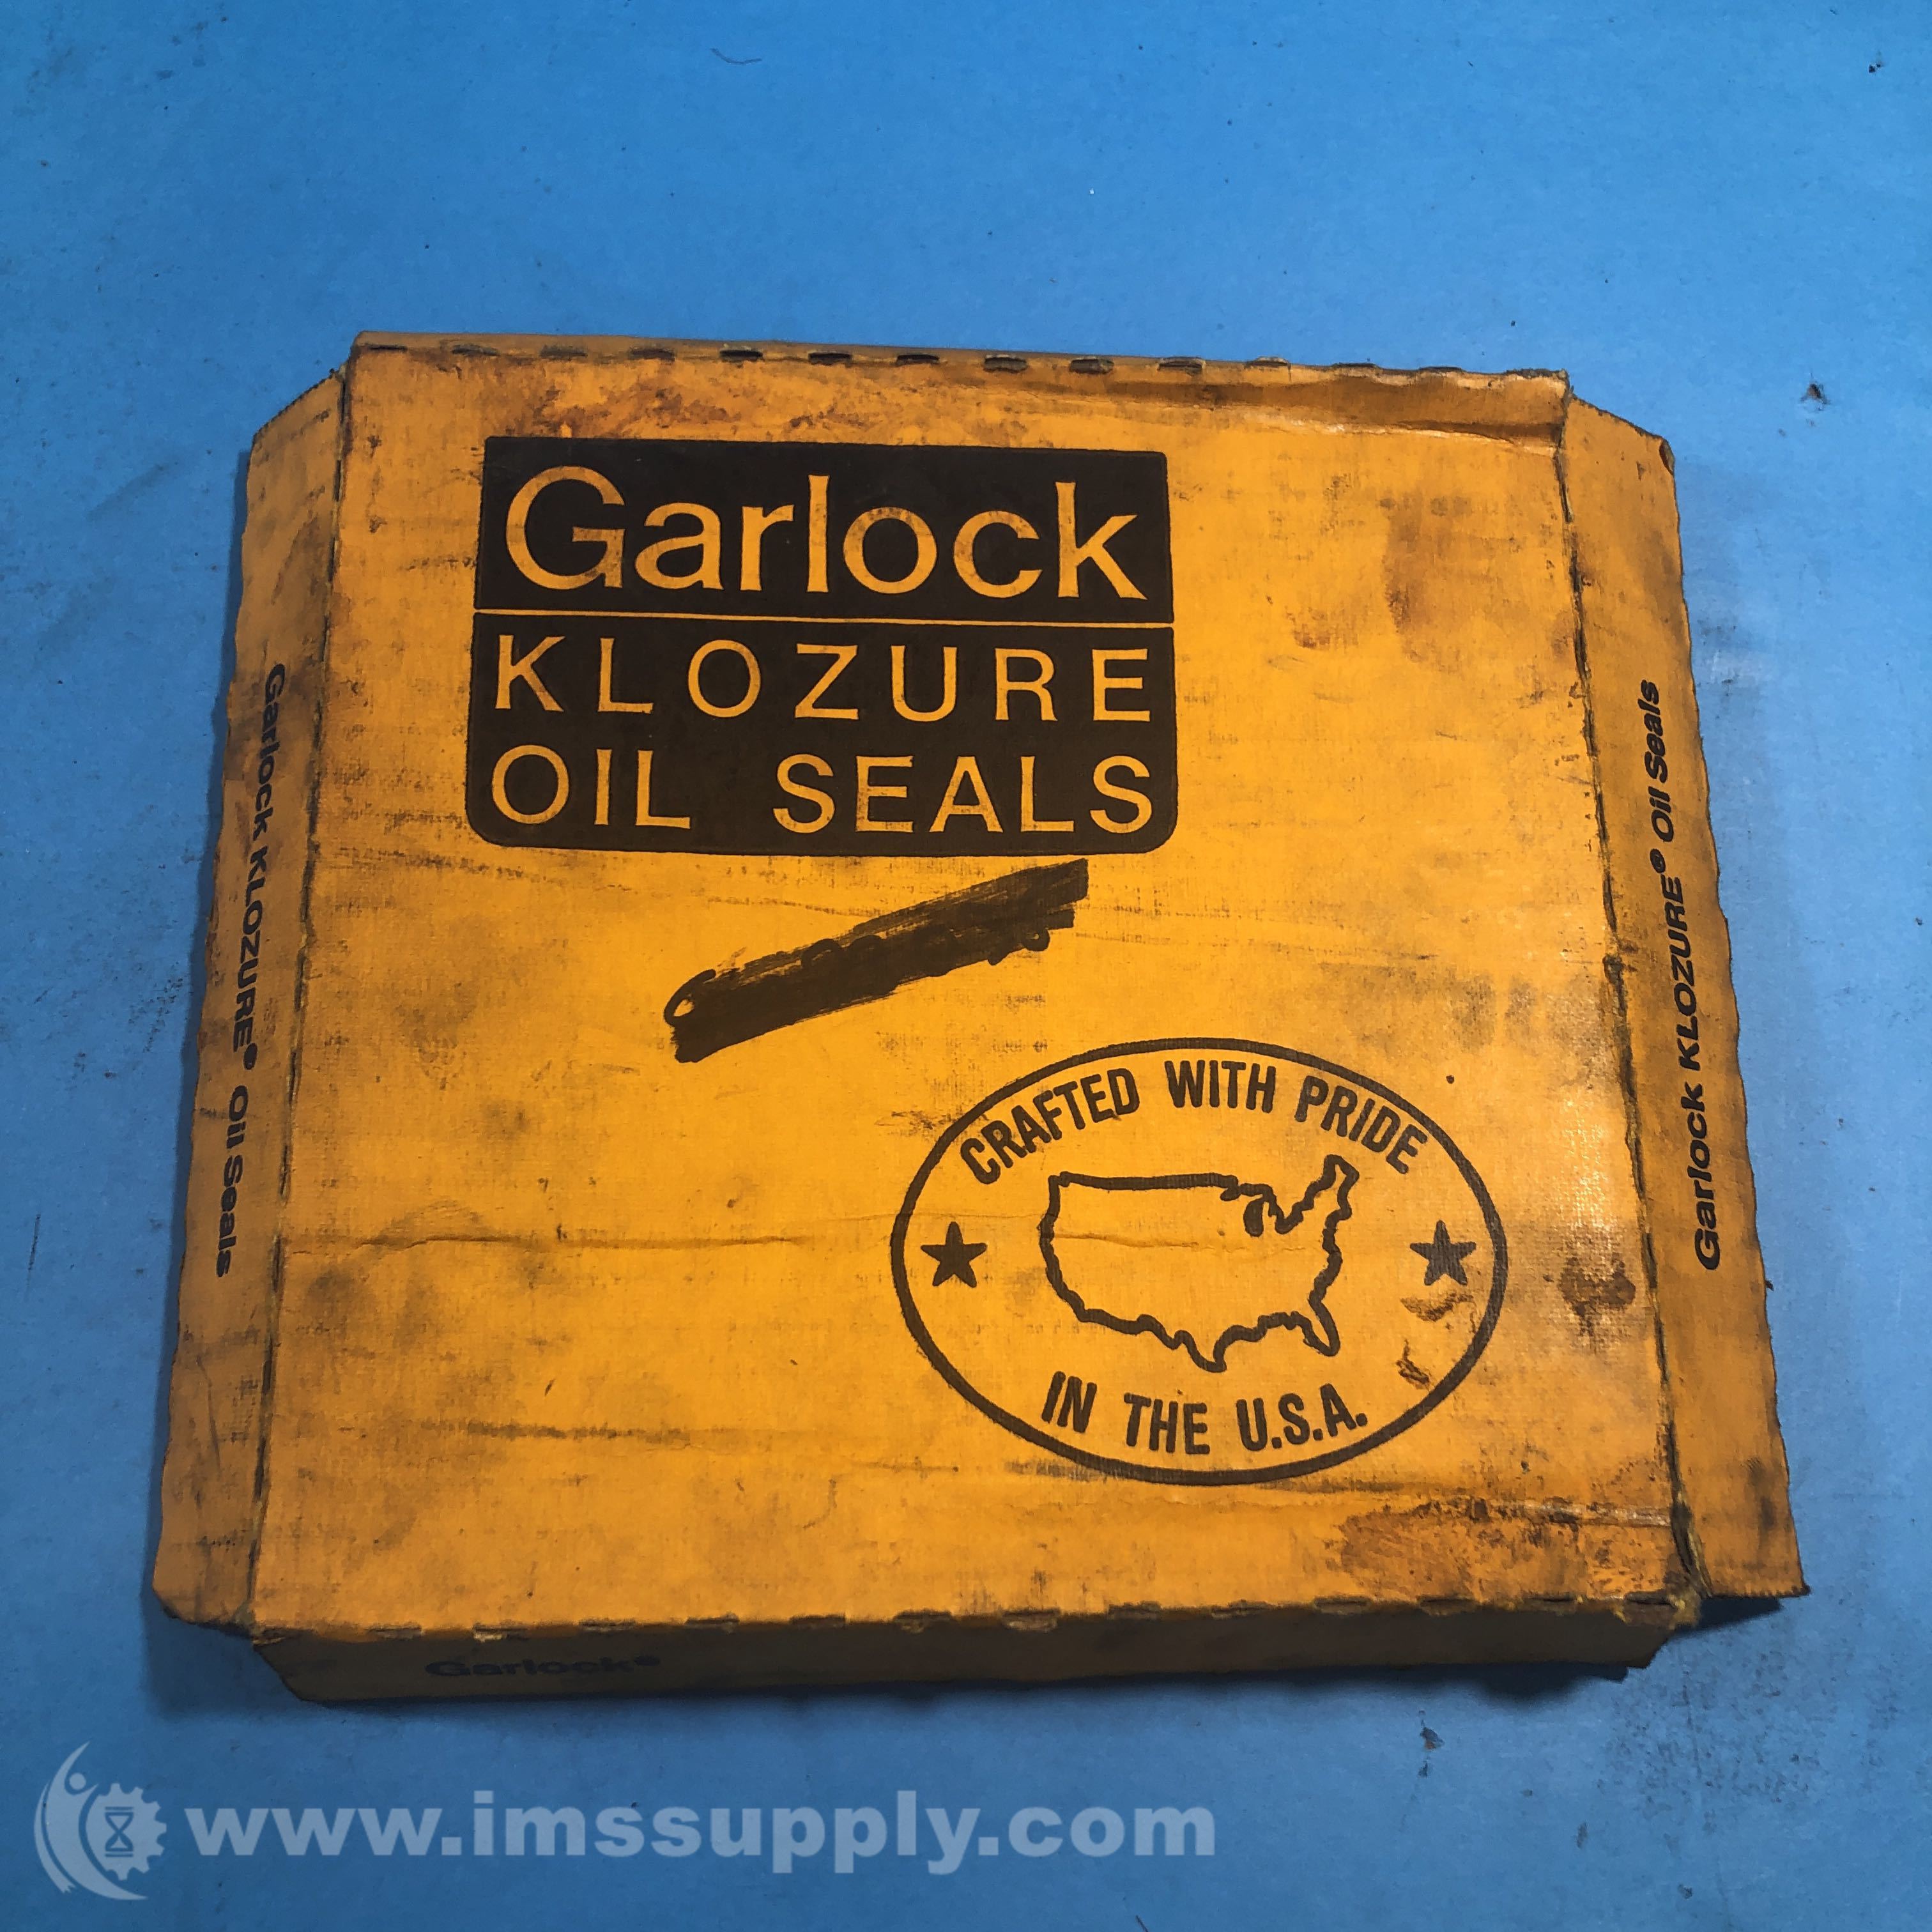 Garlock
KLOZURE
OIL SEALS
Garlock KLOZURE® Oil Seals
Garlock KLOZURE® Oil Seals
CRAFTED WITH PRIDE
IN THE U.S.A.
Garlock®
www.imssupply.com